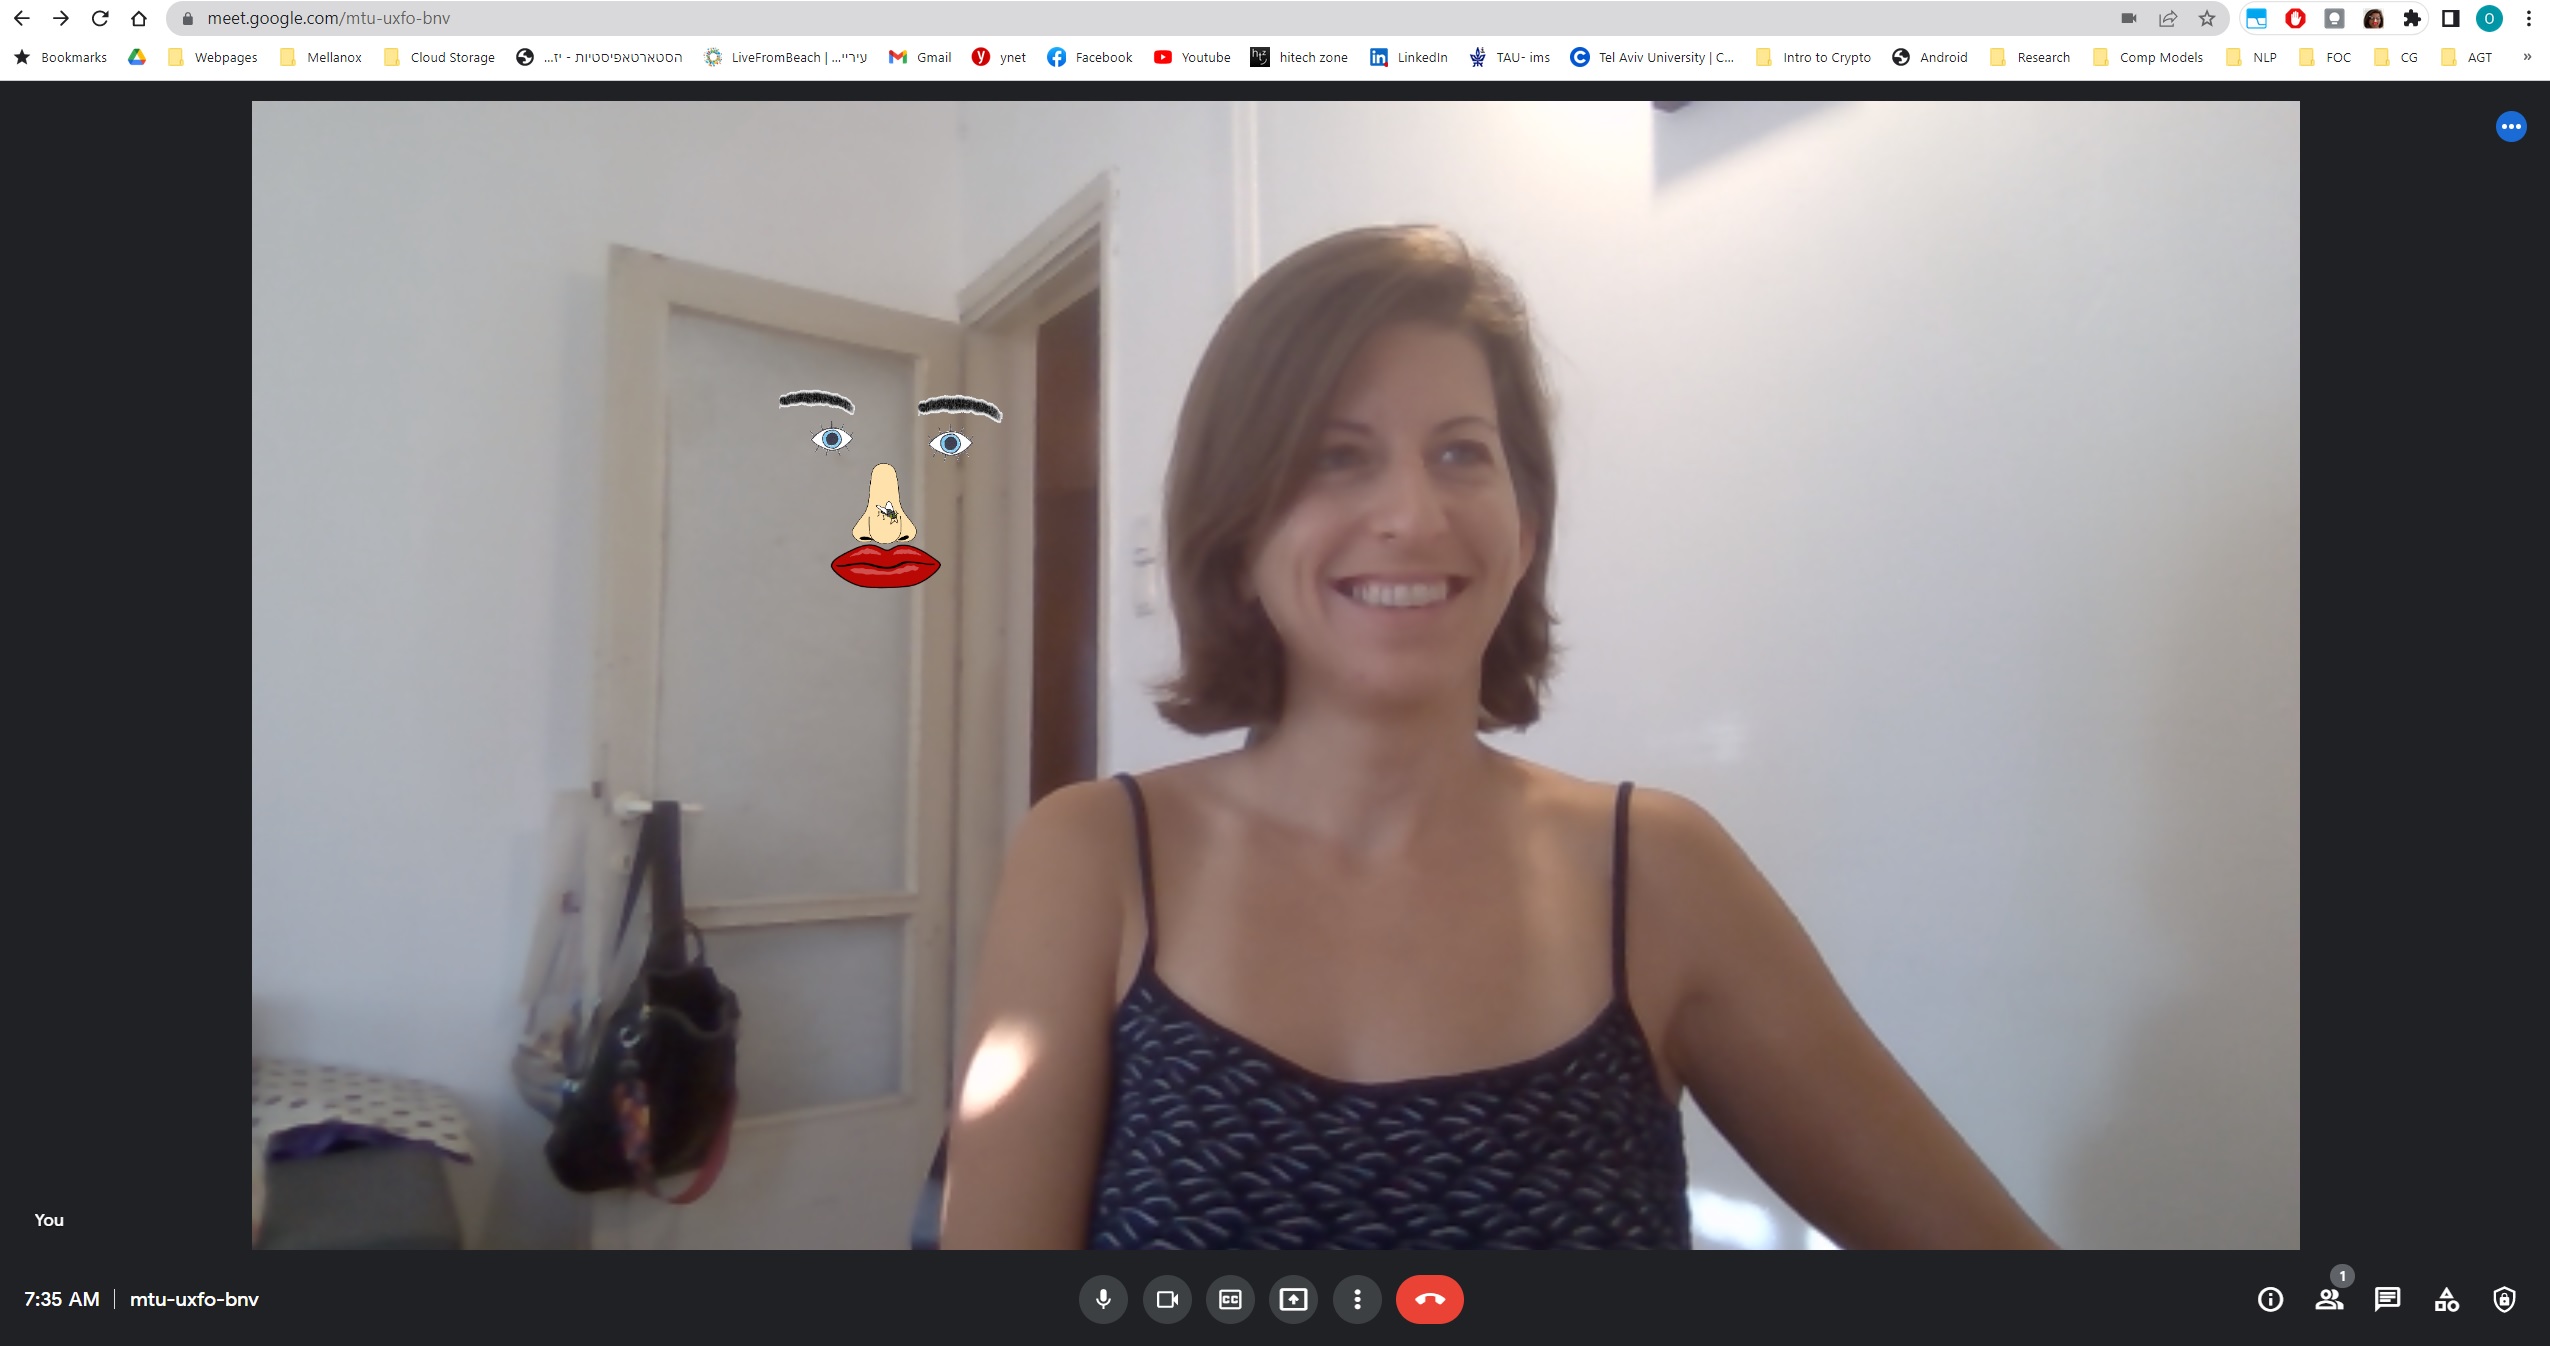 meet.google.com/mtu-uxfo-bnv
O
Bookmarks Webpages Mellanox Cloud Storage הסטארטאפיסטיות - יז... LiveFromBeach | עיריי... Gmail ynet Facebook Youtube hitech zone LinkedIn TAU- ims Tel Aviv University | C... Intro to Crypto Android Research Comp Models NLP FOC CG AGT »
You
1
7:35 AM | mtu-uxfo-bnv
CC